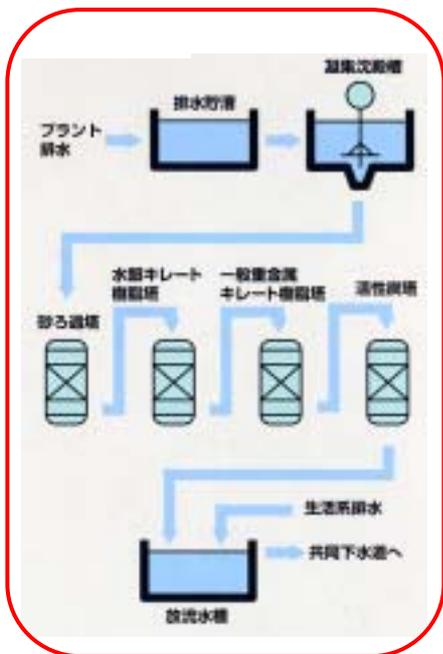 凝集沈殿槽
排水貯溜
プラント
排水
水銀キレート
樹脂塔
一般重金属
キレート樹脂塔
活性炭塔
砂ろ過塔
生活系排水
共同下水道へ
放流水槽